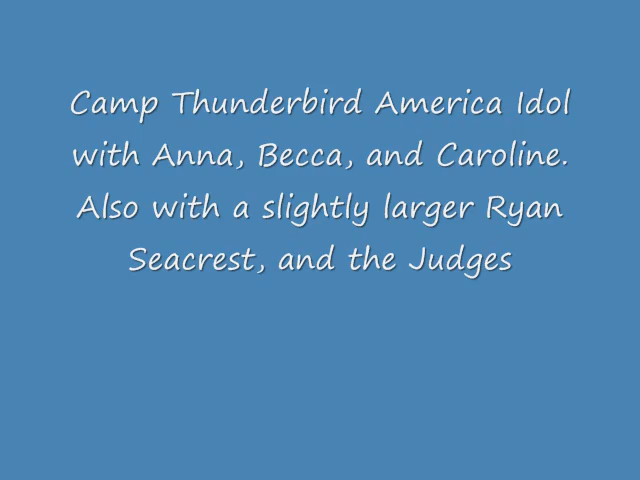 Camp Thunderbird America Idol
with Anna, Becca, and Caroline.
Also with a slightly larger Ryan
Seacrest, and the Judges